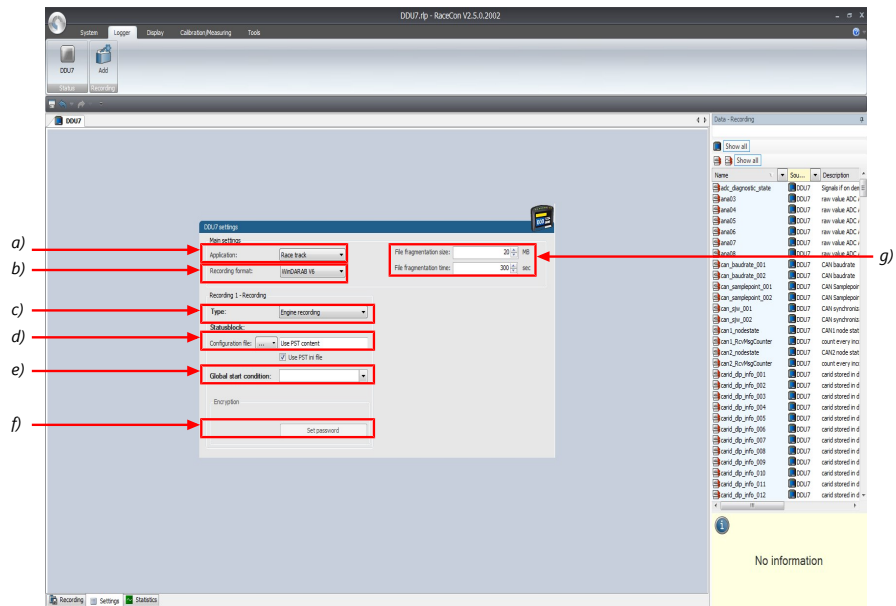 DDU7.rlp - RaceCon V2.5.0.2002
System Logger Display Calibration/Measuring Tools
DDU7 Add
Status Recording
DDU7
Data - Recording
Show all
Show all
Name Sou... Description
adc_diagnostic_state DDU7 Signals if on den
ana03 DDU7 raw value ADC
ana04 DDU7 raw value ADC
ana05 DDU7 raw value ADC
ana06 DDU7 raw value ADC
ana07 DDU7 raw value ADC
ana08 DDU7 raw value ADC
can_baudrate_001 DDU7 CAN baudrate
can_baudrate_002 DDU7 CAN baudrate
can_samplepoint_001 DDU7 CAN Samplepoin
can_samplepoint_002 DDU7 CAN Samplepoin
can_sjw_001 DDU7 CAN synchroniz
can_sjw_002 DDU7 CAN synchroniz
can1_nodestate DDU7 CAN1 node stat
can1_RcvMsgCounter DDU7 count every inco
can2_nodestate DDU7 CAN2 node stat
can2_RcvMsgCounter DDU7 count every inco
carid_dlp_info_001 DDU7 carid stored in d
carid_dlp_info_002 DDU7 carid stored in d
carid_dlp_info_003 DDU7 carid stored in d
carid_dlp_info_004 DDU7 carid stored in d
carid_dlp_info_005 DDU7 carid stored in d
carid_dlp_info_006 DDU7 carid stored in d
carid_dlp_info_007 DDU7 carid stored in d
carid_dlp_info_008 DDU7 carid stored in d
carid_dlp_info_009 DDU7 carid stored in d
carid_dlp_info_010 DDU7 carid stored in d
carid_dlp_info_011 DDU7 carid stored in d
carid_dlp_info_012 DDU7 carid stored in d
No information
DDU7 settings
Main settings
a) Application: Race track
File fragmentation size: 20 MB
b) Recording format: WinDARAB V6
File fragmentation time: 300 sec
g)
Recording 1 - Recording
c) Type: Engine recording
Statusblock:
d) Configuration file: ... Use PST content
Use PST ini file
e) Global start condition:
Encryption
f) Set password
Recording Settings Statistics